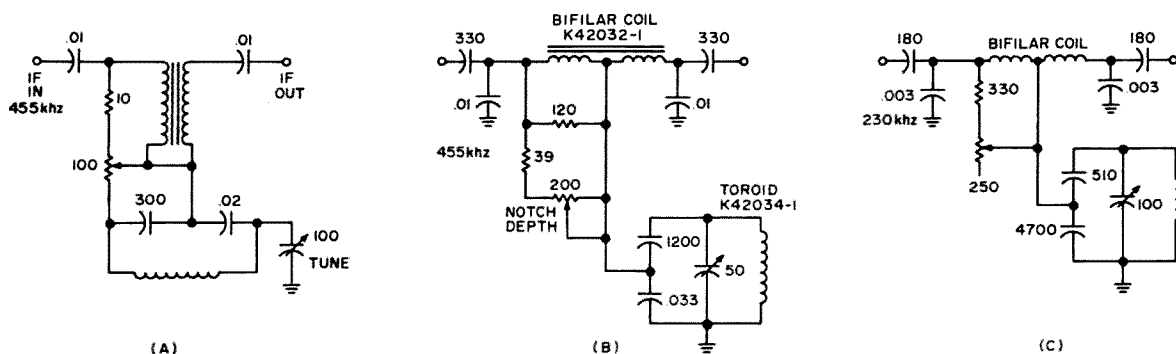 .01
.01
IF
IN
455khz
IF
OUT
10
100
300
.02
100
TUNE
(A)
BIFILAR COIL
K42032-1
330
330
.01
.01
120
455khz
39
200
NOTCH
DEPTH
TOROID
K42034-1
1200
50
.033
(B)
180
BIFILAR COIL
180
.003
330
.003
230khz
250
510
100
4700
(C)